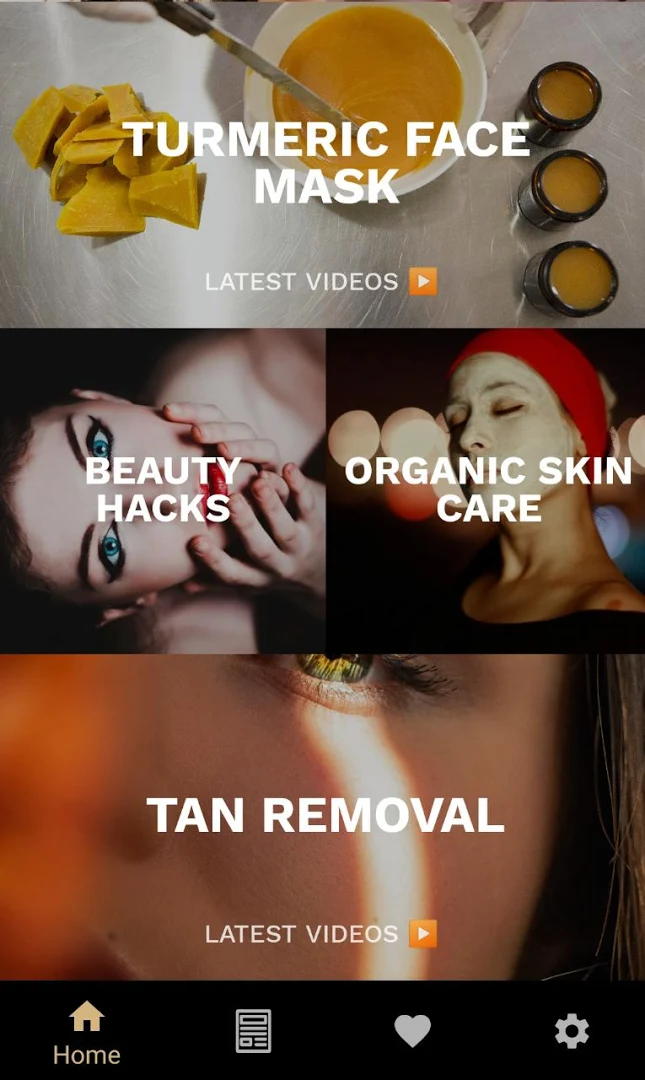 TURMERIC FACE
MASK
LATEST VIDEOS
BEAUTY
HACKS
ORGANIC SKIN
CARE
TAN REMOVAL
LATEST VIDEOS
Home